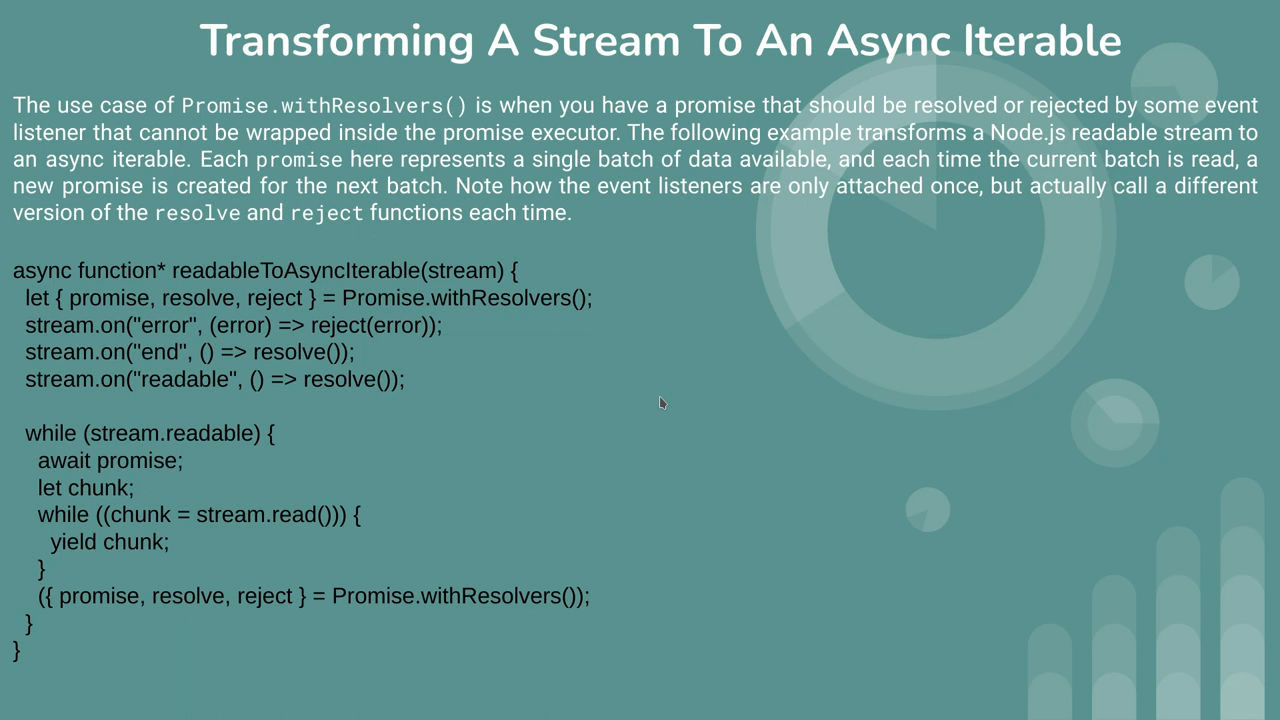 Transforming A Stream To An Async Iterable
The use case of Promise.withResolvers() is when you have a promise that should be resolved or rejected by some event
listener that cannot be wrapped inside the promise executor. The following example transforms a Node.js readable stream to
an async iterable. Each promise here represents a single batch of data available, and each time the current batch is read, a
new promise is created for the next batch. Note how the event listeners are only attached once, but actually call a different
version of the resolve and reject functions each time.
async function* readableToAsyncIterable(stream) {
  let { promise, resolve, reject } = Promise.withResolvers();
  stream.on("error", (error) => reject(error));
  stream.on("end", () => resolve());
  stream.on("readable", () => resolve());
  while (stream.readable) {
    await promise;
    let chunk;
    while ((chunk = stream.read())) {
      yield chunk;
    }
    ({ promise, resolve, reject } = Promise.withResolvers());
  }
}